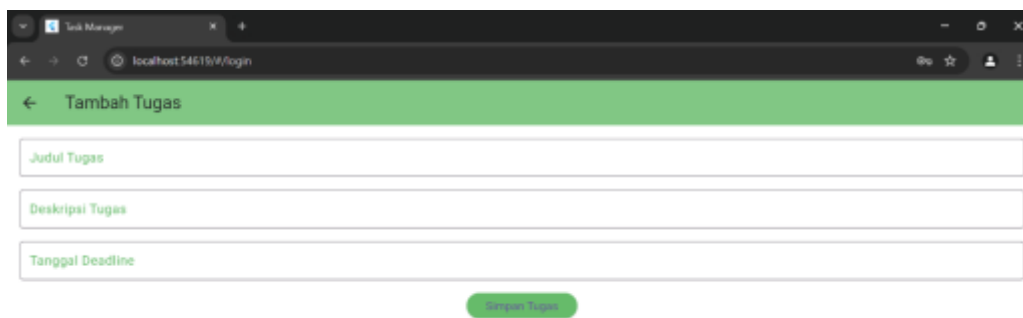 Task Manager
localhost:54619/#/login
Tambah Tugas
Judul Tugas
Deskripsi Tugas
Tanggal Deadline
Simpan Tugas